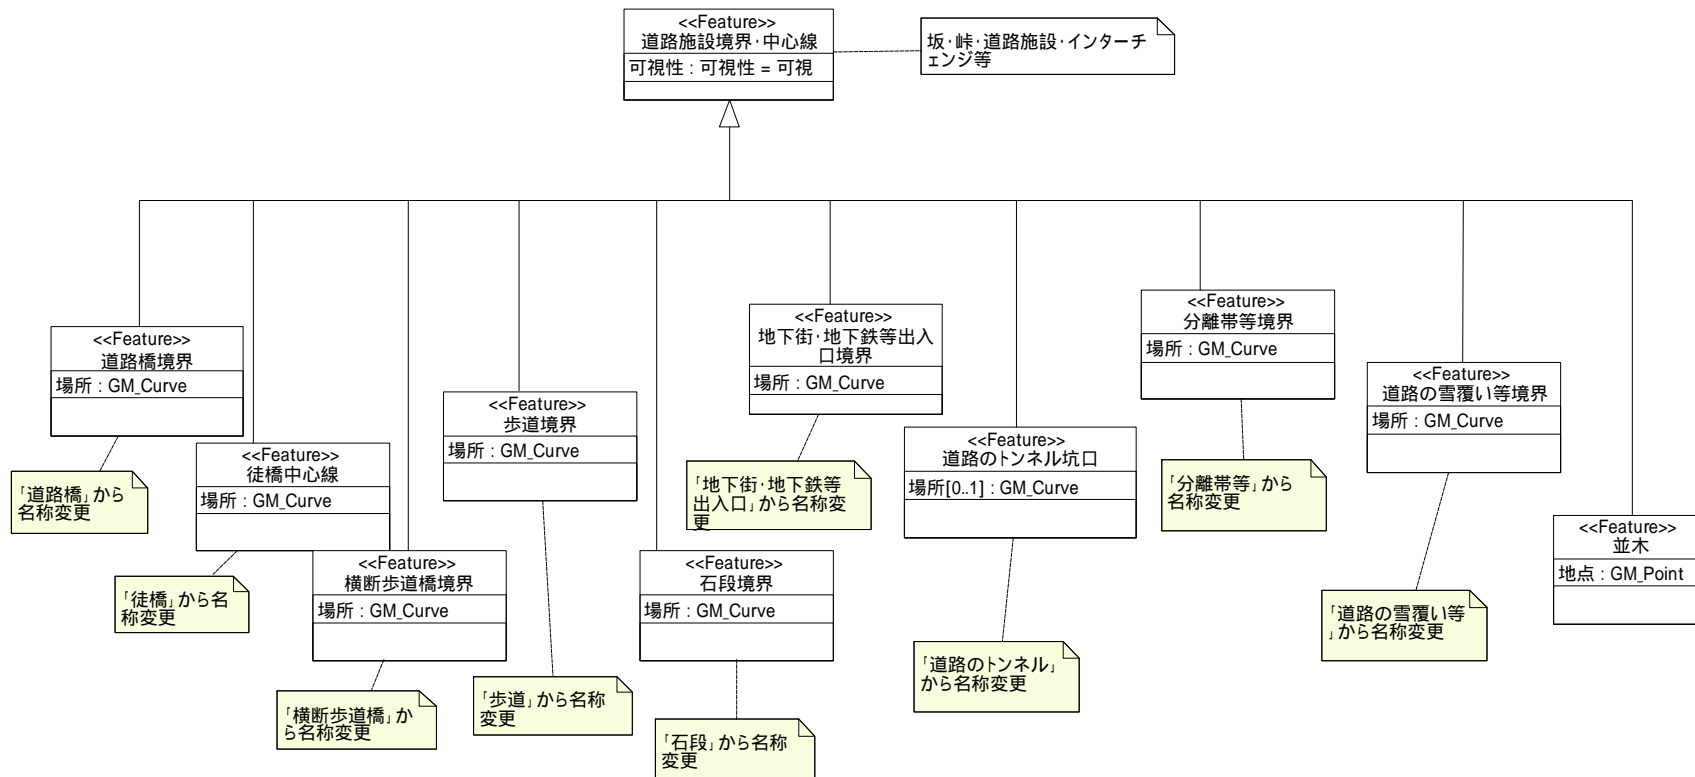 <<Feature>>
道路施設境界・中心線
可視性 : 可視性 = 可視
坂・峠・道路施設・インターチ
ェンジ等
<<Feature>>
道路橋境界
場所 : GM_Curve
「道路橋」から
名称変更
<<Feature>>
徒橋中心線
場所 : GM_Curve
「徒橋」から名
称変更
<<Feature>>
横断歩道橋境界
場所 : GM_Curve
「横断歩道橋」か
ら名称変更
<<Feature>>
歩道境界
場所 : GM_Curve
「歩道」から名称
変更
<<Feature>>
石段境界
場所 : GM_Curve
「石段」から名称
変更
<<Feature>>
地下街・地下鉄等出入
口境界
場所 : GM_Curve
「地下街・地下鉄等
出入口」から名称変
更
<<Feature>>
道路のトンネル坑口
場所[0..1] : GM_Curve
「道路のトンネル」
から名称変更
<<Feature>>
分離帯等境界
場所 : GM_Curve
「分離帯等」から
名称変更
<<Feature>>
道路の雪覆い等境界
場所 : GM_Curve
「道路の雪覆い等
」から名称変更
<<Feature>>
並木
地点 : GM_Point